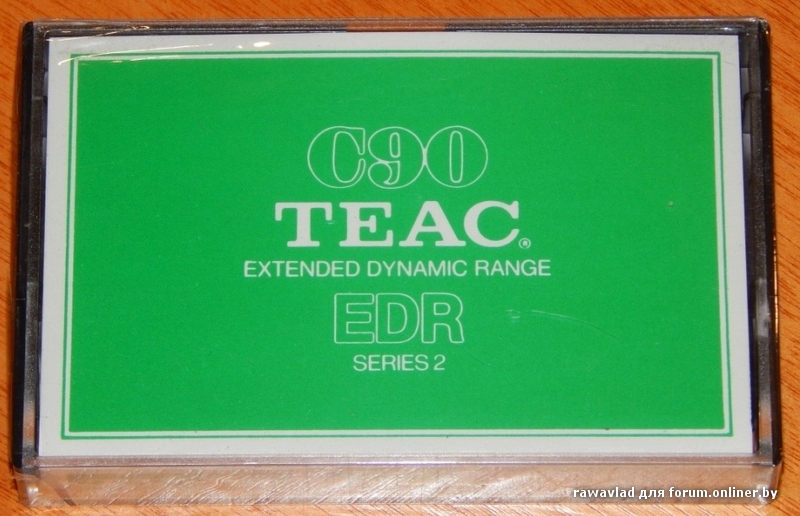 C90
TEAC®
EXTENDED DYNAMIC RANGE
EDR
SERIES 2
rawavlad для forum.onliner.by